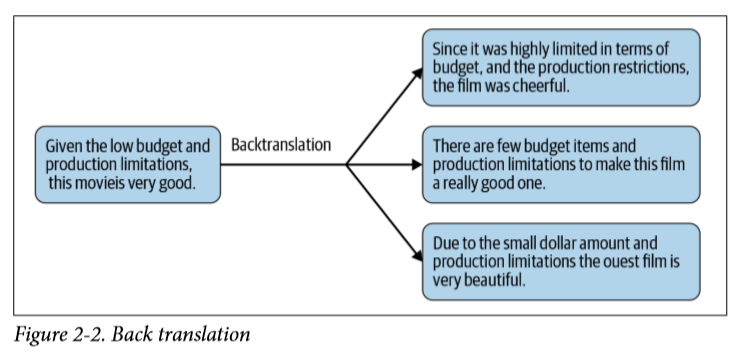 Given the low budget and
production limitations,
this movieis very good.
Backtranslation
Since it was highly limited in terms of
budget, and the production restrictions,
the film was cheerful.
There are few budget items and
production limitations to make this film
a really good one.
Due to the small dollar amount and
production limitations the ouest film is
very beautiful.
Figure 2-2. Back translation